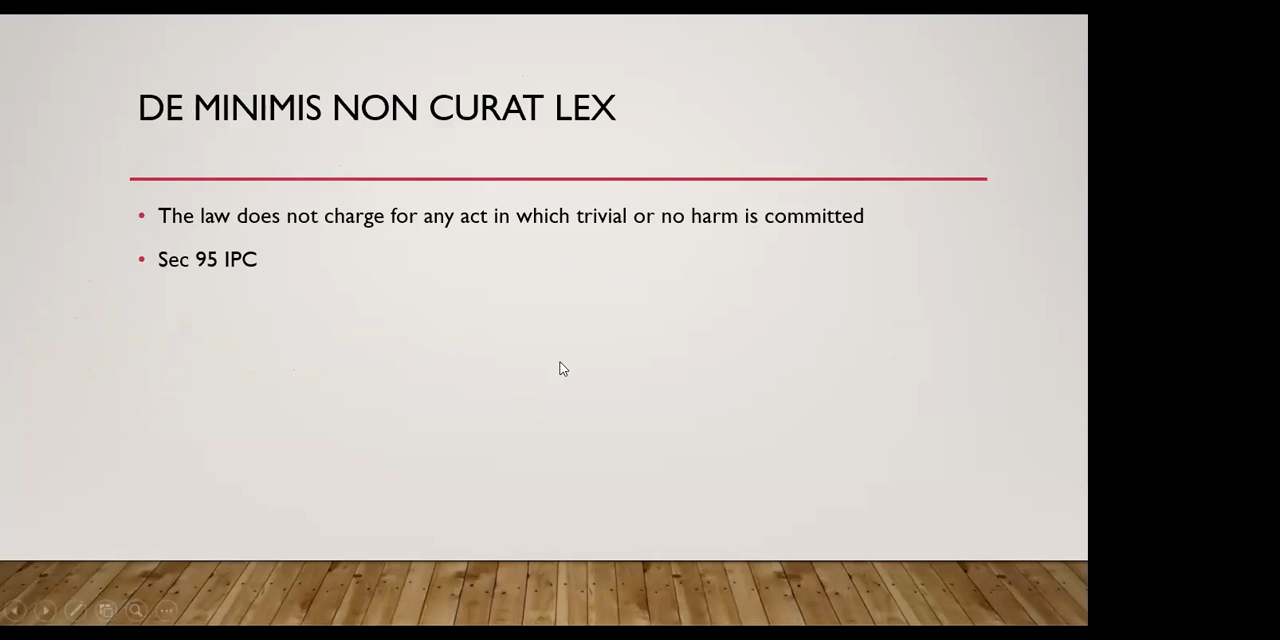 DE MINIMIS NON CURAT LEX
• The law does not charge for any act in which trivial or no harm is committed
• Sec 95 IPC